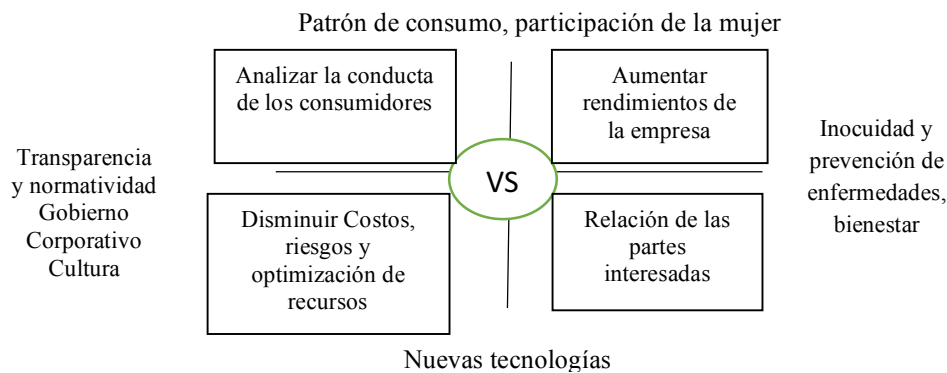 Patrón de consumo, participación de la mujer
Analizar la conducta
de los consumidores
Aumentar
rendimientos de
la empresa
Transparencia
y normatividad
Gobierno
Corporativo
Cultura
VS
Inocuidad y
prevención de
enfermedades,
bienestar
Disminuir Costos,
riesgos y
optimización de
recursos
Relación de las
partes
interesadas
Nuevas tecnologías